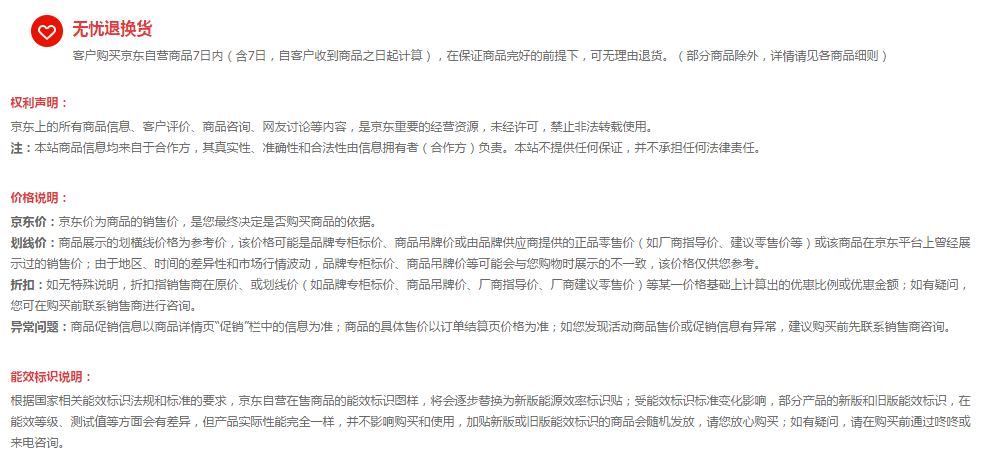 无忧退换货
客户购买京东自营商品7日内（含7日，自客户收到商品之日起计算），在保证商品完好的前提下，可无理由退货。（部分商品除外，详情请见各商品细则）
权利声明：
京东上的所有商品信息、客户评价、商品咨询、网友讨论等内容，是京东重要的经营资源，未经许可，禁止非法转载使用。
注：本站商品信息均来自于合作方，其真实性、准确性和合法性由信息拥有者（合作方）负责。本站不提供任何保证，并不承担任何法律责任。
价格说明：
京东价：京东价为商品的销售价，是您最终决定是否购买商品的依据。
划线价：商品展示的划横线价格为参考价，该价格可能是品牌专柜标价、商品吊牌价或由品牌供应商提供的正品零售价（如厂商指导价、建议零售价等）或该商品在京东平台上曾经展
示过的销售价；由于地区、时间的差异性和市场行情波动，品牌专柜标价、商品吊牌价等可能会与您购物时展示的不一致，该价格仅供您参考。
折扣：如无特殊说明，折扣指销售商在原价、或划线价（如品牌专柜标价、商品吊牌价、厂商指导价、厂商建议零售价）等某一价格基础上计算出的优惠比例或优惠金额；如有疑问，
您可在购买前联系销售商进行咨询。
异常问题：商品促销信息以商品详情页“促销”栏中的信息为准；商品的具体售价以订单结算页价格为准；如您发现活动商品售价或促销信息有异常，建议购买前先联系销售商咨询。
能效标识说明：
根据国家相关能效标识法规和标准的要求，京东自营在售商品的能效标识图样，将会逐步替换为新版能源效率标识贴；受能效标识标准变化影响，部分产品的新版和旧版能效标识，在
能效等级、测试值等方面会有差异，但产品实际性能完全一样，并不影响购买和使用，加贴新版或旧版能效标识的商品会随机发放，请您放心购买；如有疑问，请在购买前通过咚咚或
来电咨询。